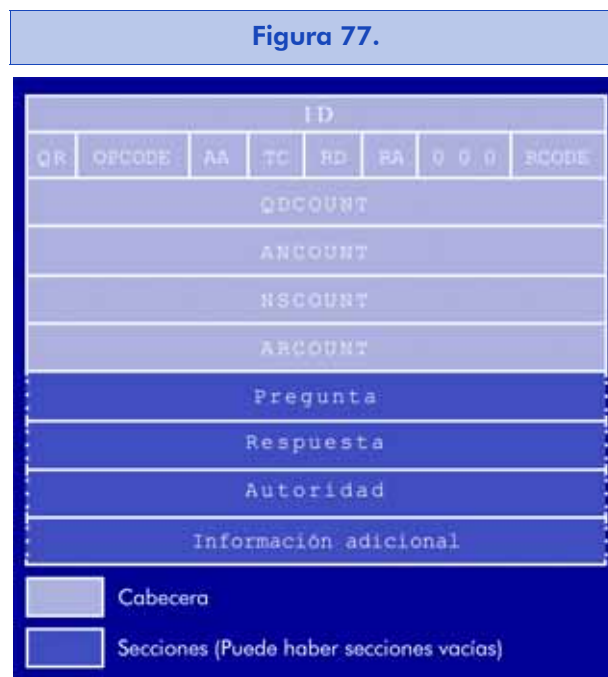 Figura 77.
ID
QR OPCODE AA TC RD RA 0 0 0 RCODE
QDCOUNT
ANCOUNT
NSCOUNT
ARCOUNT
Pregunta
Respuesta
Autoridad
Información adicional
Cabecera
Secciones (Puede haber secciones vacías)